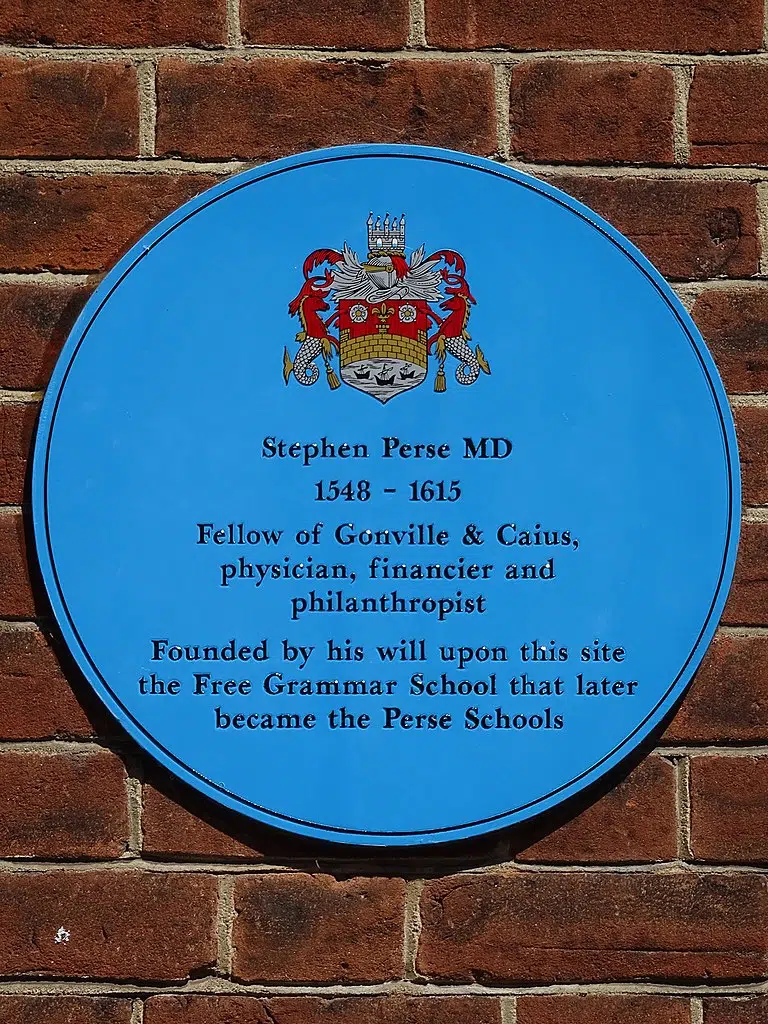 Stephen Perse MD
1548 - 1615
Fellow of Gonville & Caius,
physician, financier and
philanthropist
Founded by his will upon this site
the Free Grammar School that later
became the Perse Schools